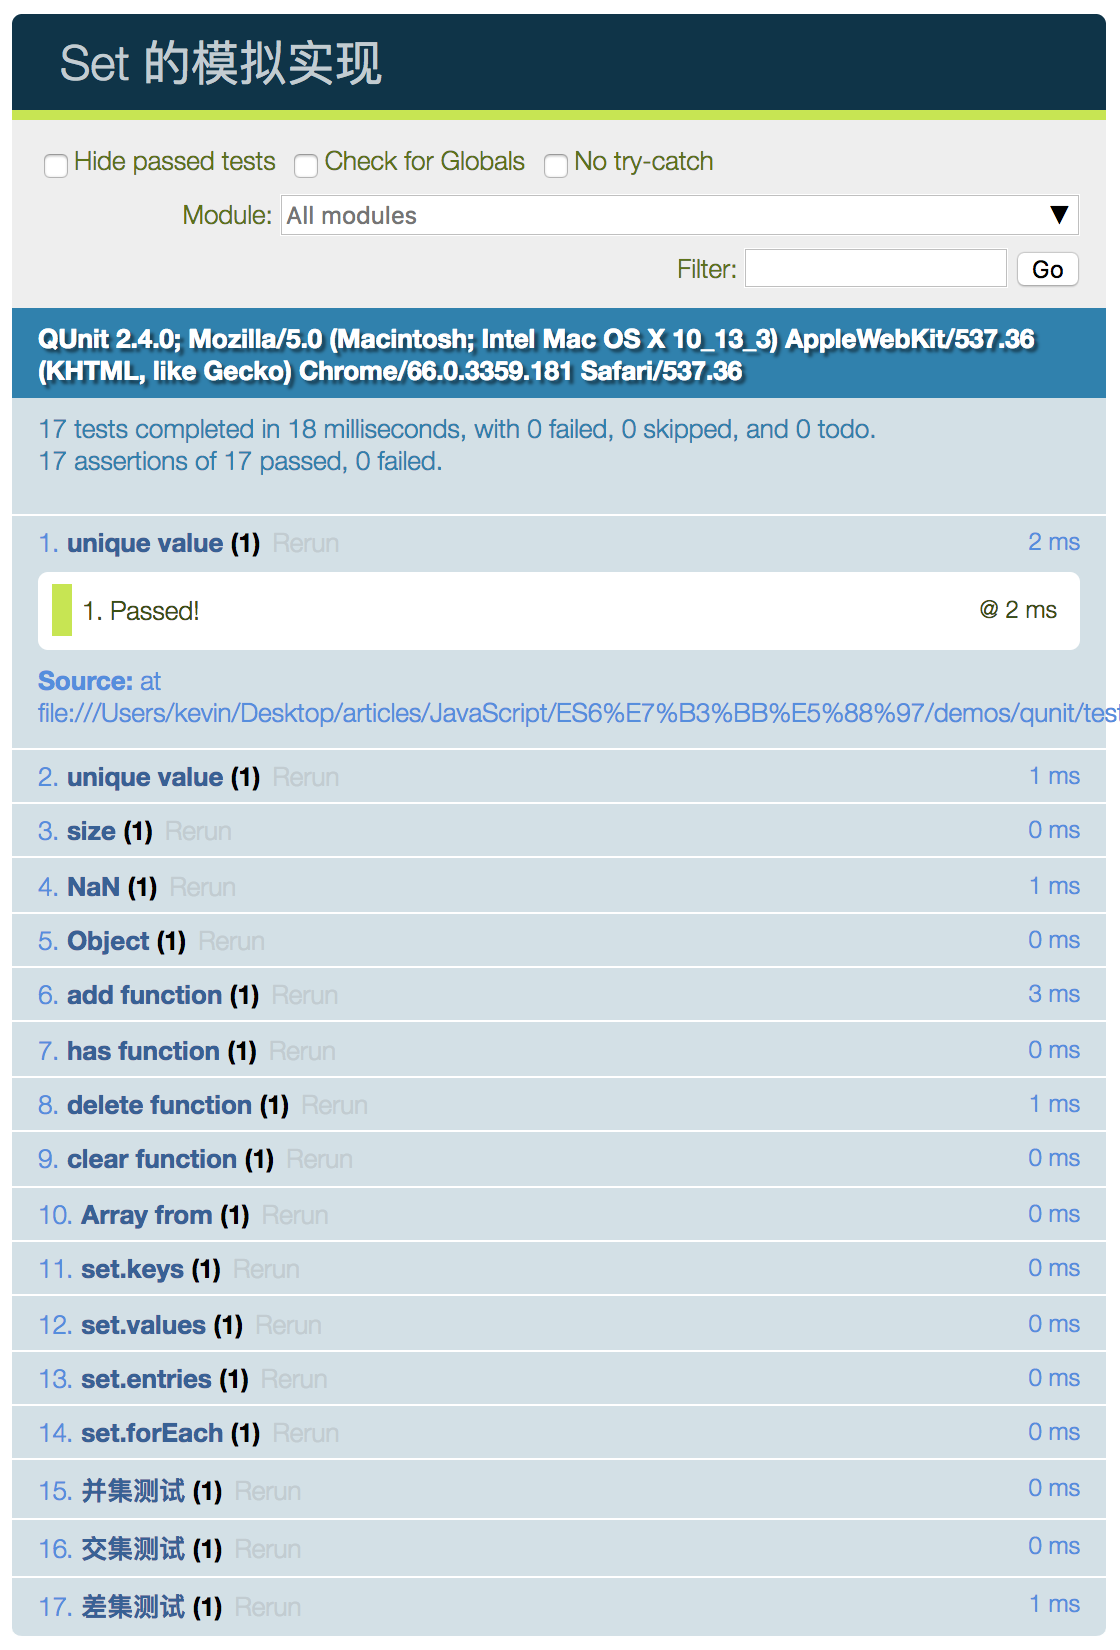 Set 的模拟实现
Hide passed tests Check for Globals No try-catch
Module: All modules ▼
Filter: Go
QUnit 2.4.0; Mozilla/5.0 (Macintosh; Intel Mac OS X 10_13_3) AppleWebKit/537.36
(KHTML, like Gecko) Chrome/66.0.3359.181 Safari/537.36
17 tests completed in 18 milliseconds, with 0 failed, 0 skipped, and 0 todo.
17 assertions of 17 passed, 0 failed.
1. unique value (1) Rerun 2 ms
1. Passed! @ 2 ms
Source: at
file:///Users/kevin/Desktop/articles/JavaScript/ES6%E7%B3%BB%E5%88%97/demos/qunit/test
2. unique value (1) Rerun 1 ms
3. size (1) Rerun 0 ms
4. NaN (1) Rerun 1 ms
5. Object (1) Rerun 0 ms
6. add function (1) Rerun 3 ms
7. has function (1) Rerun 0 ms
8. delete function (1) Rerun 1 ms
9. clear function (1) Rerun 0 ms
10. Array from (1) Rerun 0 ms
11. set.keys (1) Rerun 0 ms
12. set.values (1) Rerun 0 ms
13. set.entries (1) Rerun 0 ms
14. set.forEach (1) Rerun 0 ms
15. 并集测试 (1) Rerun 0 ms
16. 交集测试 (1) Rerun 0 ms
17. 差集测试 (1) Rerun 1 ms